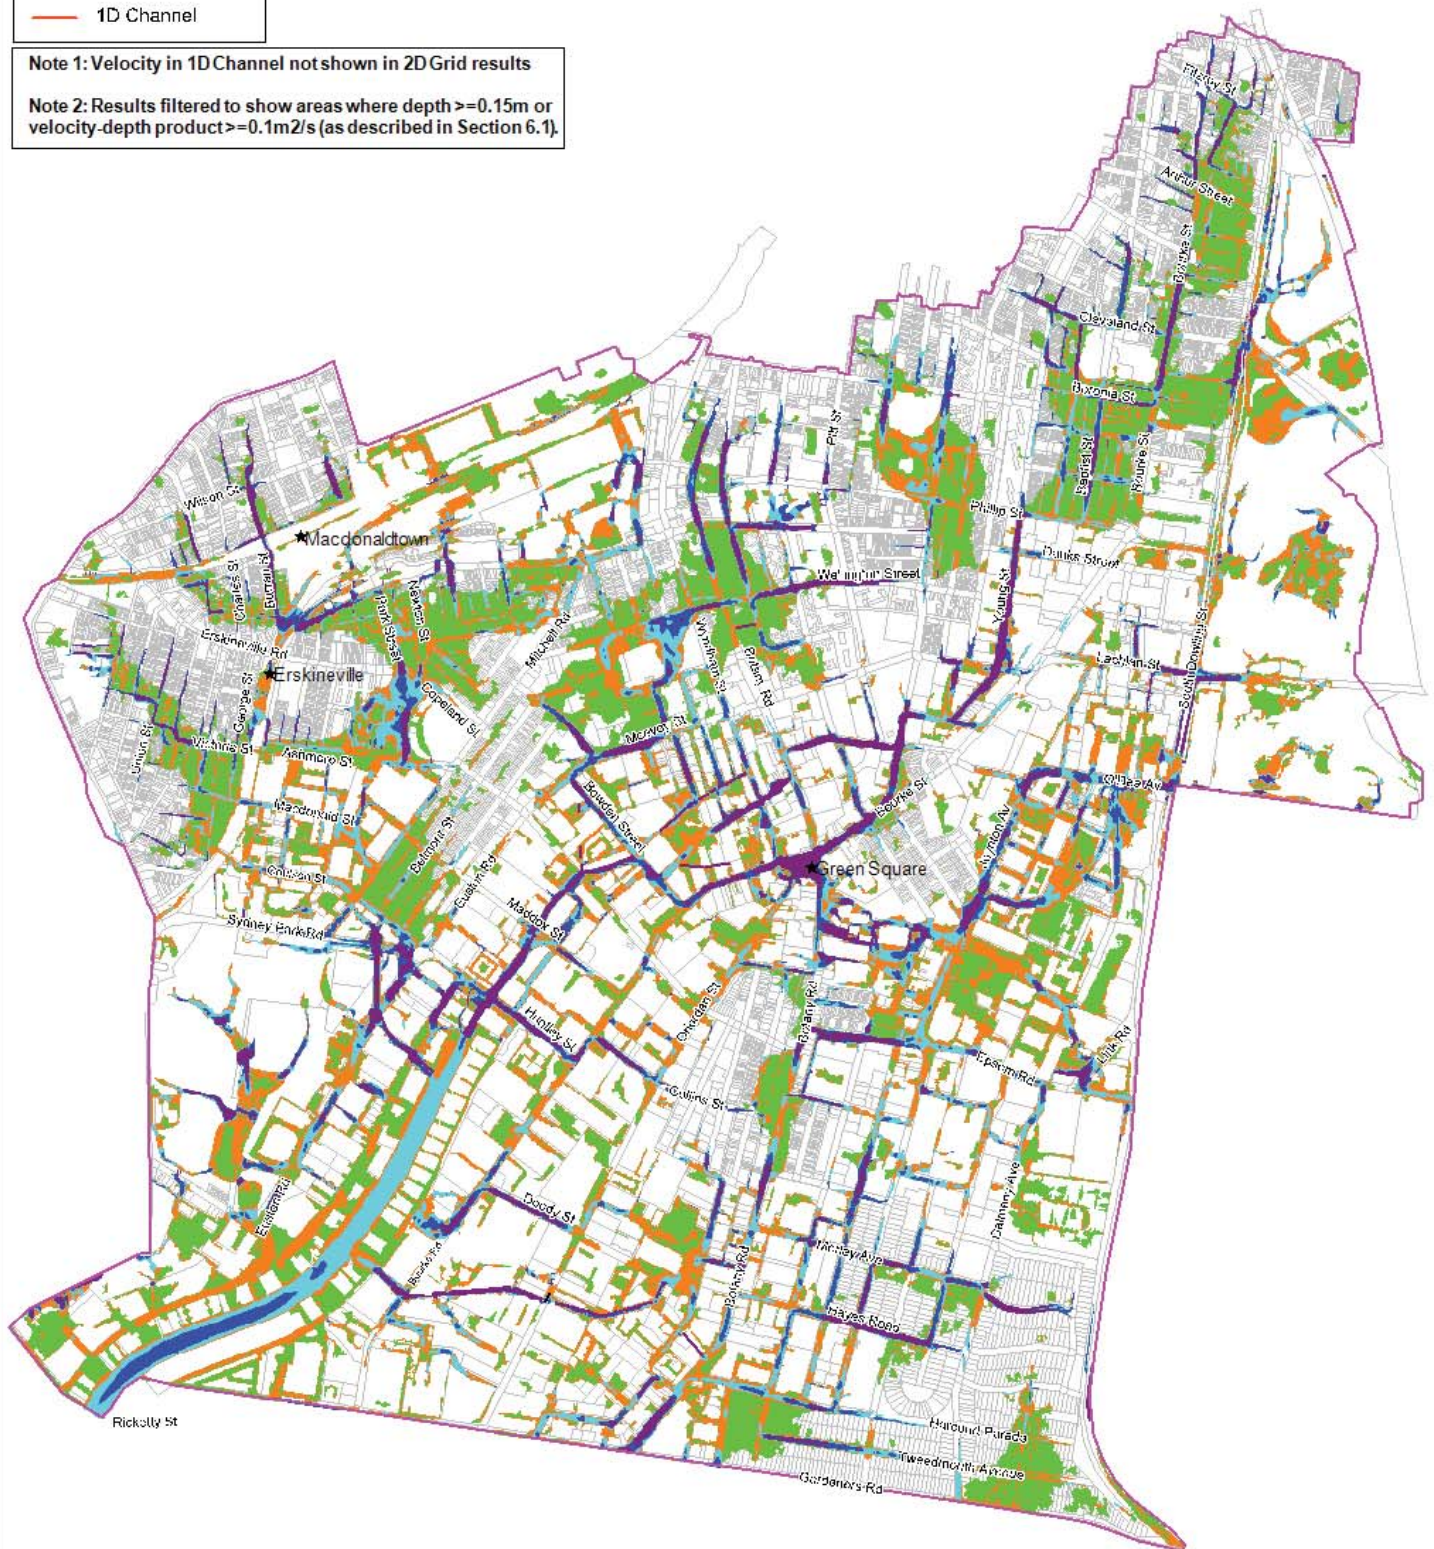 1D Channel
Note 1: Velocity in 1D Channel not shown in 2D Grid results
Note 2: Results filtered to show areas where depth >=0.15m or
velocity-depth product >=0.1m2/s (as described in Section 6.1).
Fitzroy St
Arthur Street
Bourke St
Cleveland St
Pitt St
Baptist St
Bourke St
Wilson St
Phillip St
Macdonaldtown
Danks Street
Wellington Street
Charles St
Burren St
Newton St
Park Street
Young St
Erskineville Rd
Mitchell Rd
Lachlan St
Wyndham St
Botany Rd
South Dowling St
Erskineville
George St
Copeland St
Union St
Victoria St
Ashmore St
McEvoy St
O'Dea Av
Bowden Street
Bourke St
Macdonald St
Belmont St
Green Square
Coulson St
Euston Rd
Maddox St
Sydney Park Rd
Huntley St
Oriordan St
Botany Rd
Epsom Rd
Link Rd
Collins St
Dalmeny Ave
Euston Rd
Doody St
Morley Ave
Bourke Rd
Botany Rd
Hayes Road
Ricketty St
Harcourt Parade
Tweedmouth Avenue
Gardeners Rd